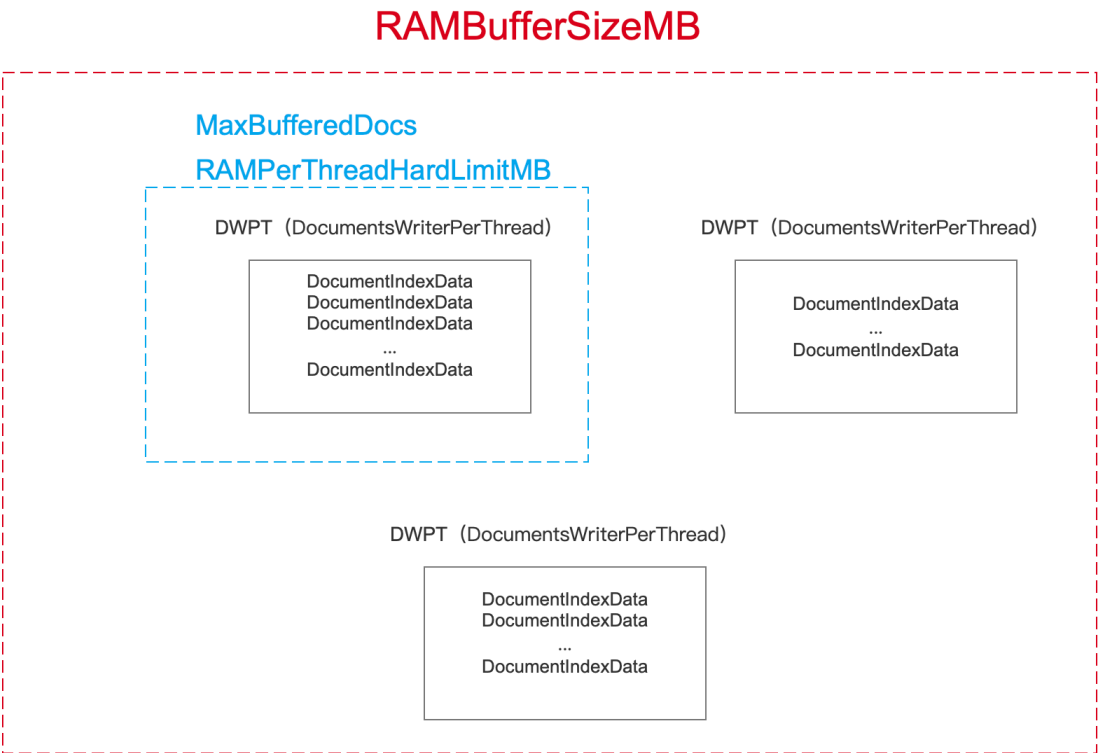 RAMBufferSizeMB
MaxBufferedDocs
RAMPerThreadHardLimitMB
DWPT（DocumentsWriterPerThread）
DocumentIndexData
DocumentIndexData
DocumentIndexData
...
DocumentIndexData
DWPT（DocumentsWriterPerThread）
DocumentIndexData
...
DocumentIndexData
DWPT（DocumentsWriterPerThread）
DocumentIndexData
DocumentIndexData
...
DocumentIndexData